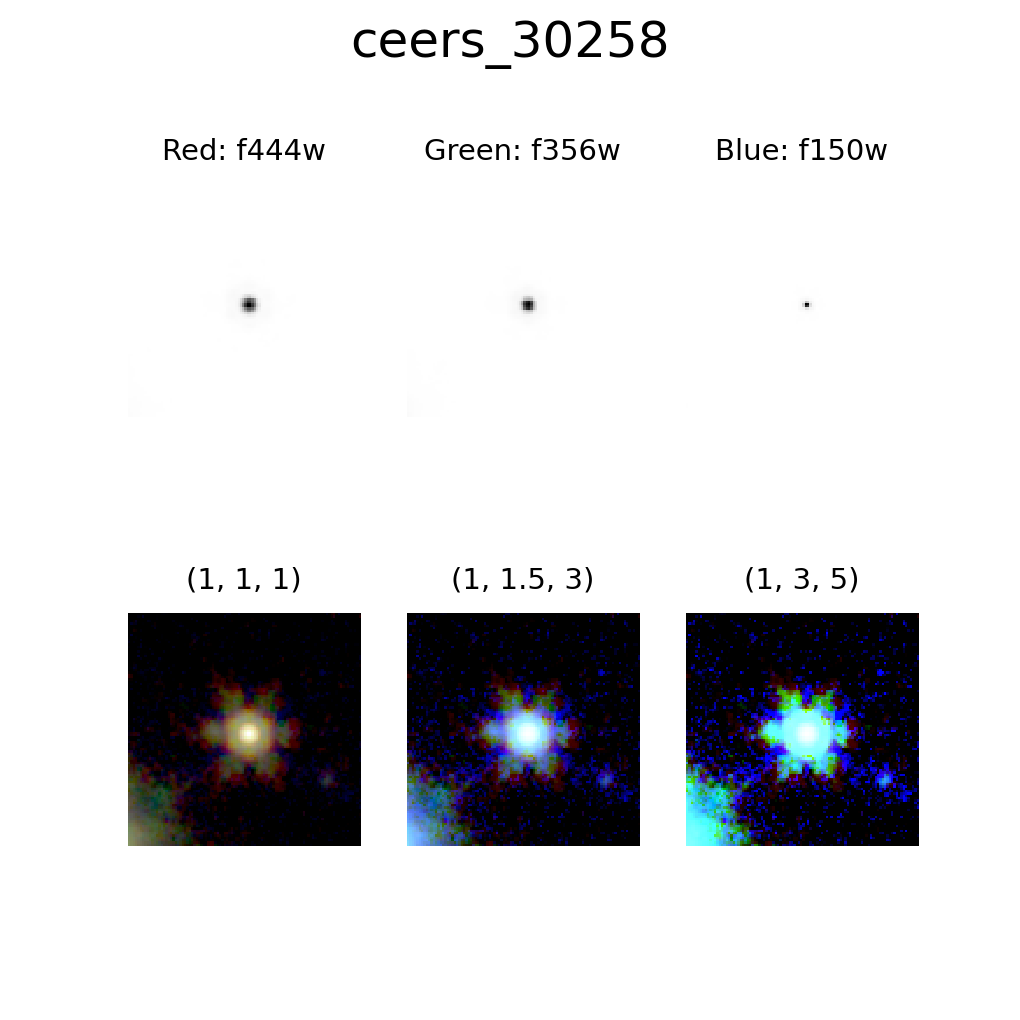 ceers_30258
Red: f444w
Green: f356w
Blue: f150w
(1, 1, 1)
(1, 1.5, 3)
(1, 3, 5)